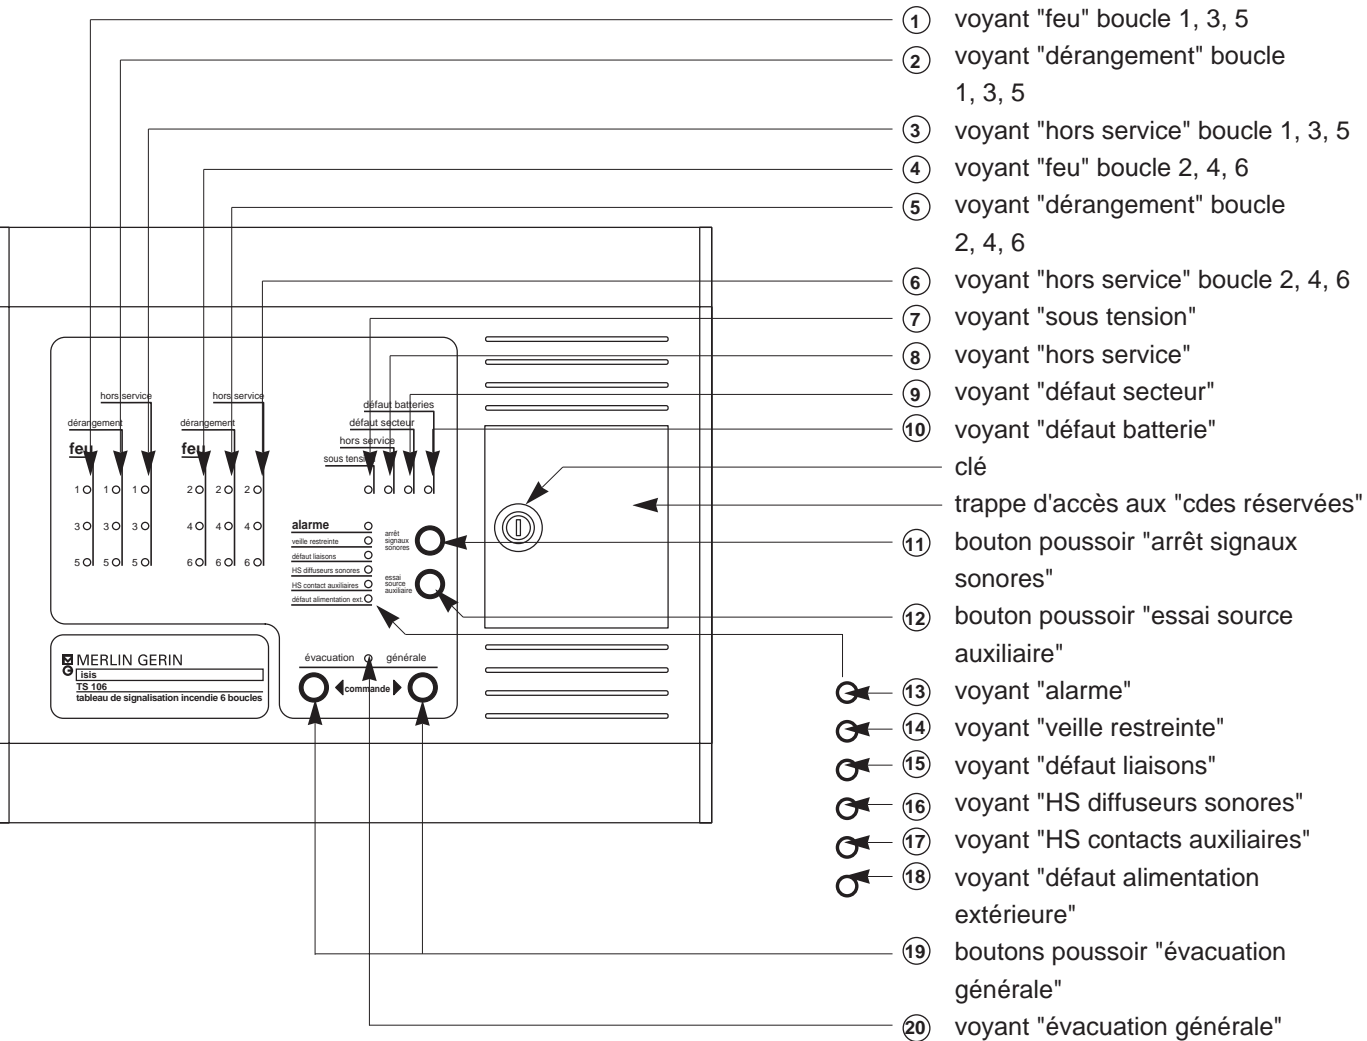 1 voyant "feu" boucle 1, 3, 5
2 voyant "dérangement" boucle
1, 3, 5
3 voyant "hors service" boucle 1, 3, 5
4 voyant "feu" boucle 2, 4, 6
5 voyant "dérangement" boucle
2, 4, 6
6 voyant "hors service" boucle 2, 4, 6
7 voyant "sous tension"
8 voyant "hors service"
9 voyant "défaut secteur"
10 voyant "défaut batterie"
clé
trappe d'accès aux "cdes réservées"
11 bouton poussoir "arrêt signaux
sonores"
12 bouton poussoir "essai source
auxiliaire"
13 voyant "alarme"
14 voyant "veille restreinte"
15 voyant "défaut liaisons"
16 voyant "HS diffuseurs sonores"
17 voyant "HS contacts auxiliaires"
18 voyant "défaut alimentation
extérieure"
19 boutons poussoir "évacuation
générale"
20 voyant "évacuation générale"
hors service
dérangement
feu
1 1 1
3 3 3
5 5 5
hors service
dérangement
feu
2 2 2
4 4 4
6 6 6
défaut batteries
défaut secteur
hors service
sous tension
alarme
veille restreinte
défaut liaisons
HS diffuseurs sonores
HS contact auxiliaires
défaut alimentation ext.
arrêt
signaux
sonores
essai
source
auxiliaire
évacuation générale
commande
MERLIN GERIN
isis
TS 106
tableau de signalisation incendie 6 boucles